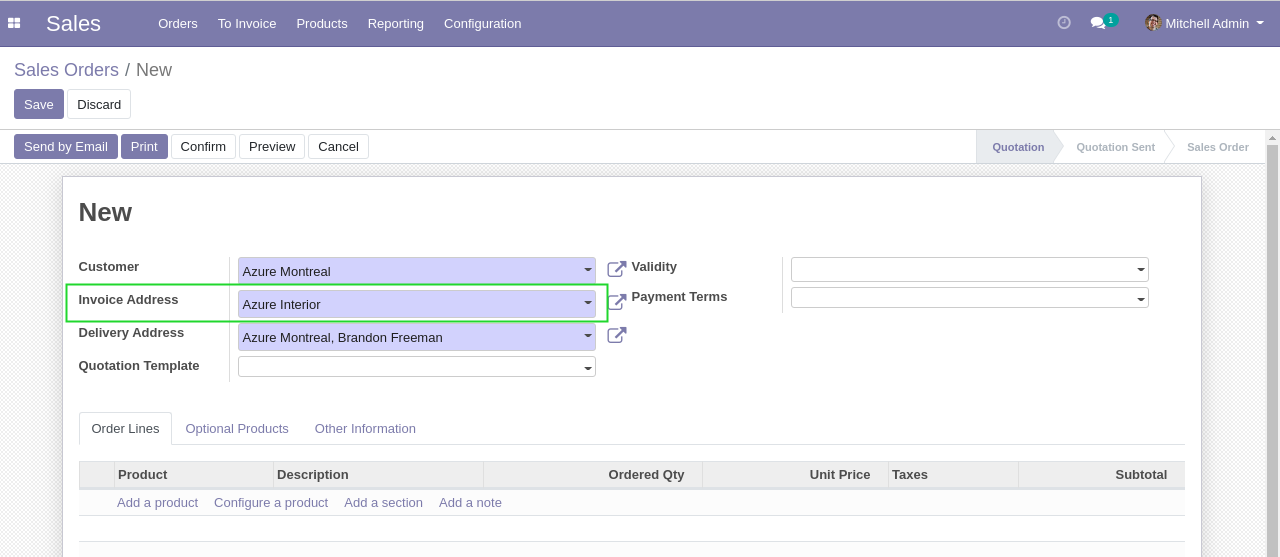 Sales Orders To Invoice Products Reporting Configuration 1 Mitchell Admin
Sales Orders / New
Save Discard
Send by Email Print Confirm Preview Cancel Quotation Quotation Sent Sales Order
New
Customer Azure Montreal Validity
Invoice Address Azure Interior Payment Terms
Delivery Address Azure Montreal, Brandon Freeman
Quotation Template
Order Lines Optional Products Other Information
Product Description Ordered Qty Unit Price Taxes Subtotal
Add a product Configure a product Add a section Add a note